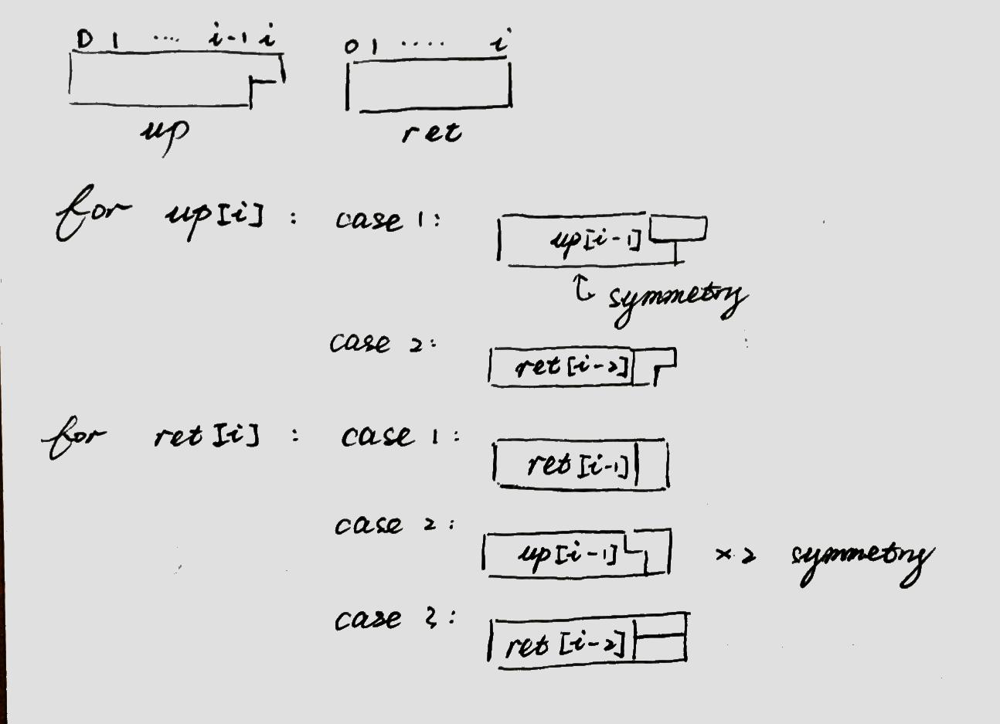 0 1 .... i-1 i
0 1 .... i
up
ret
for up[i] : case 1: up[i-1]
symmetry
case 2: ret[i-2]
for ret[i] : case 1: ret[i-1]
case 2: up[i-1] × 2 symmetry
case 3: ret[i-2]